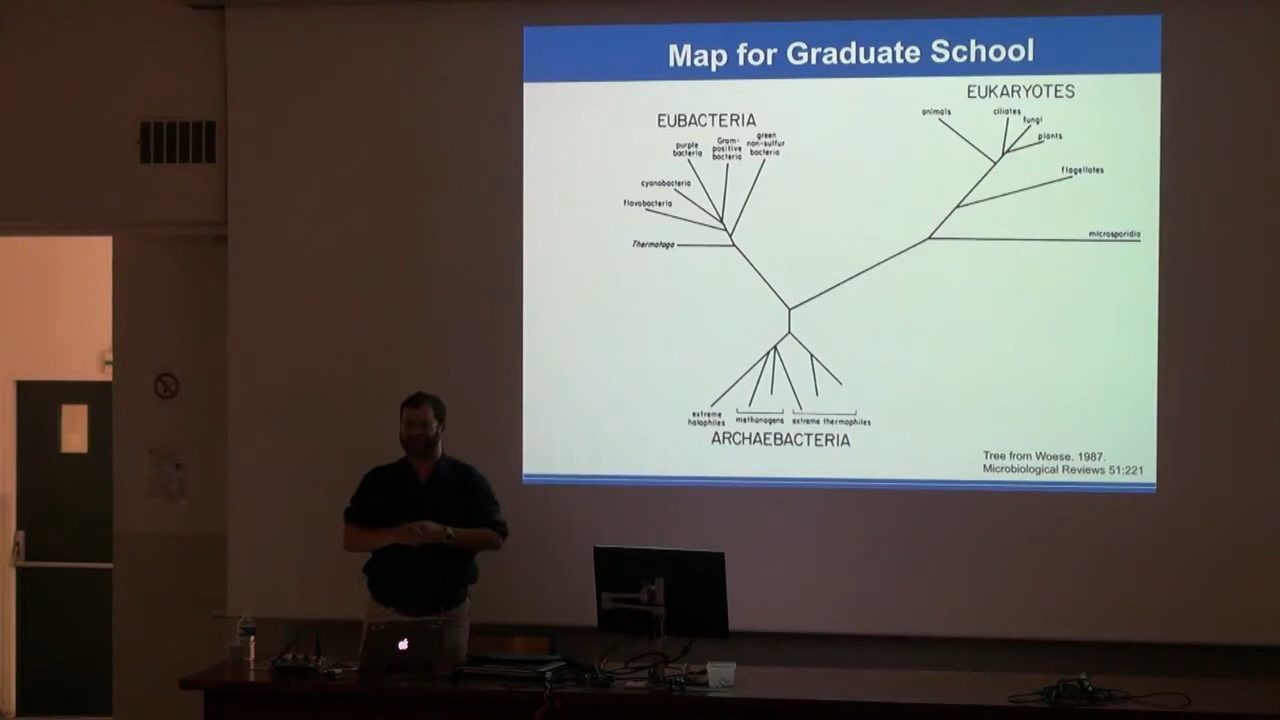 Map for Graduate School
EUBACTERIA
purple
bacteria
Gram-
positive
bacteria
green
non-sulfur
bacteria
cyanobacteria
flavobacteria
Thermotoga
EUKARYOTES
animals
ciliates
fungi
plants
flagellates
microsporidia
extreme
halophiles
methanogens
extreme thermophiles
ARCHAEBACTERIA
Tree from Woese. 1987.
Microbiological Reviews 51:221